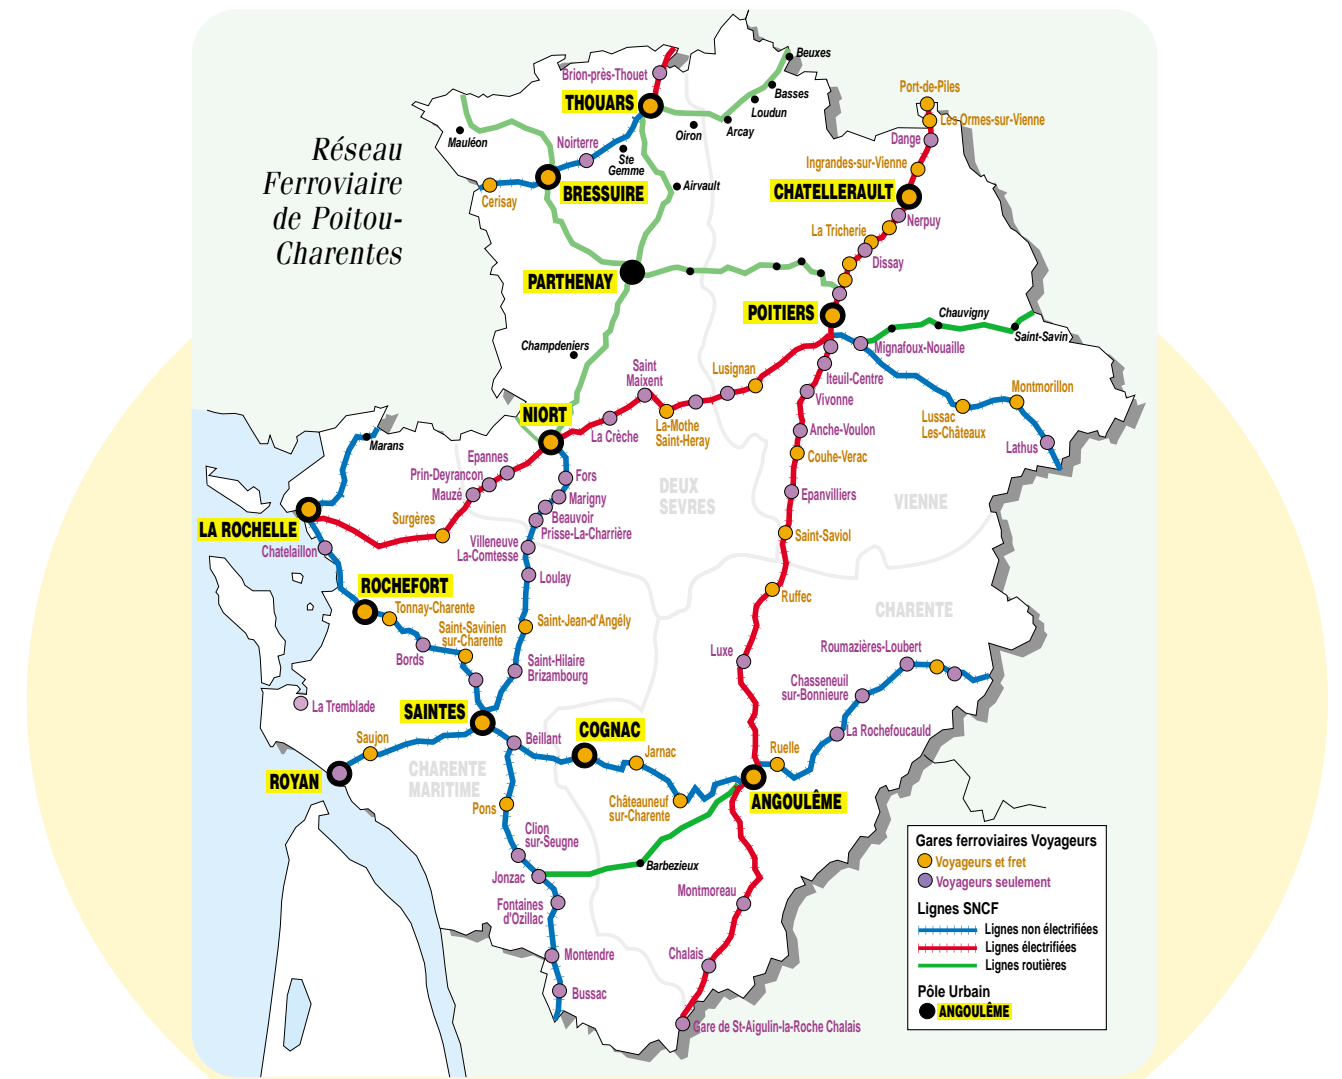 Réseau
Ferroviaire
de Poitou-
Charentes
Beuxes
Brion-près-Thouet
Basses
Port-de-Piles
THOUARS
Loudun
Les-Ormes-sur-Vienne
Mauléon
Oiron
Arcay
Dange
Noirterre
Ste
Gemme
Ingrandes-sur-Vienne
BRESSUIRE
Airvault
CHATELLERAULT
Cerisay
Nerpuy
La Tricherie
Dissay
PARTHENAY
POITIERS
Chauvigny
Saint-Savin
Champdeniers
Mignafoux-Nouaille
Saint
Maixent
Lusignan
Iteuil-Centre
Montmorillon
Vivonne
NIORT
La Crèche
La-Mothe
Saint-Heray
Lussac
Les-Châteaux
Anche-Voulon
Marans
Lathus
Epannes
Couhe-Verac
Prin-Deyrancon
Fors
Mauzé
Marigny
DEUX
SEVRES
Epanvilliers
VIENNE
Surgères
Beauvoir
Prisse-La-Charrière
LA ROCHELLE
Saint-Saviol
Villeneuve
La-Comtesse
Chatelaillon
Loulay
ROCHEFORT
Ruffec
Tonnay-Charente
CHARENTE
Saint-Jean-d'Angély
Saint-Savinien
sur-Charente
Bords
Luxe
Roumazières-Loubert
Saint-Hilaire
Brizambourg
Chasseneuil
sur-Bonnieure
La Tremblade
SAINTES
COGNAC
La Rochefoucauld
Saujon
Beillant
Jarnac
Ruelle
ROYAN
CHARENTE
MARITIME
ANGOULÊME
Pons
Châteauneuf
sur-Charente
Clion
sur-Seugne
Barbezieux
Jonzac
Montmoreau
Fontaines
d'Ozillac
Montendre
Chalais
Bussac
Gare de St-Aigulin-la-Roche Chalais
Gares ferroviaires Voyageurs
Voyageurs et fret
Voyageurs seulement
Lignes SNCF
Lignes non électrifiées
Lignes électrifiées
Lignes routières
Pôle Urbain
ANGOULÊME